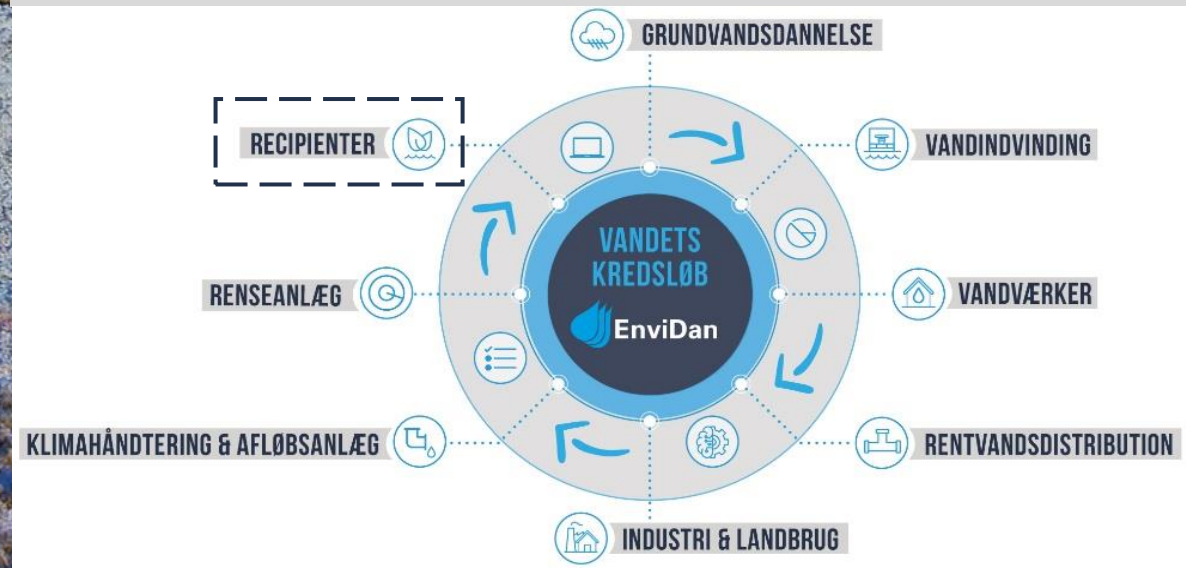 GRUNDVANDSDANNELSE
RECIPIENTER
VANDINDVINDING
VANDETS
KREDSLØB
EnviDan
RENSEANLÆG
VANDVÆRKER
KLIMAHÅNDTERING & AFLØBSANLÆG
RENTVANDSDISTRIBUTION
INDUSTRI & LANDBRUG